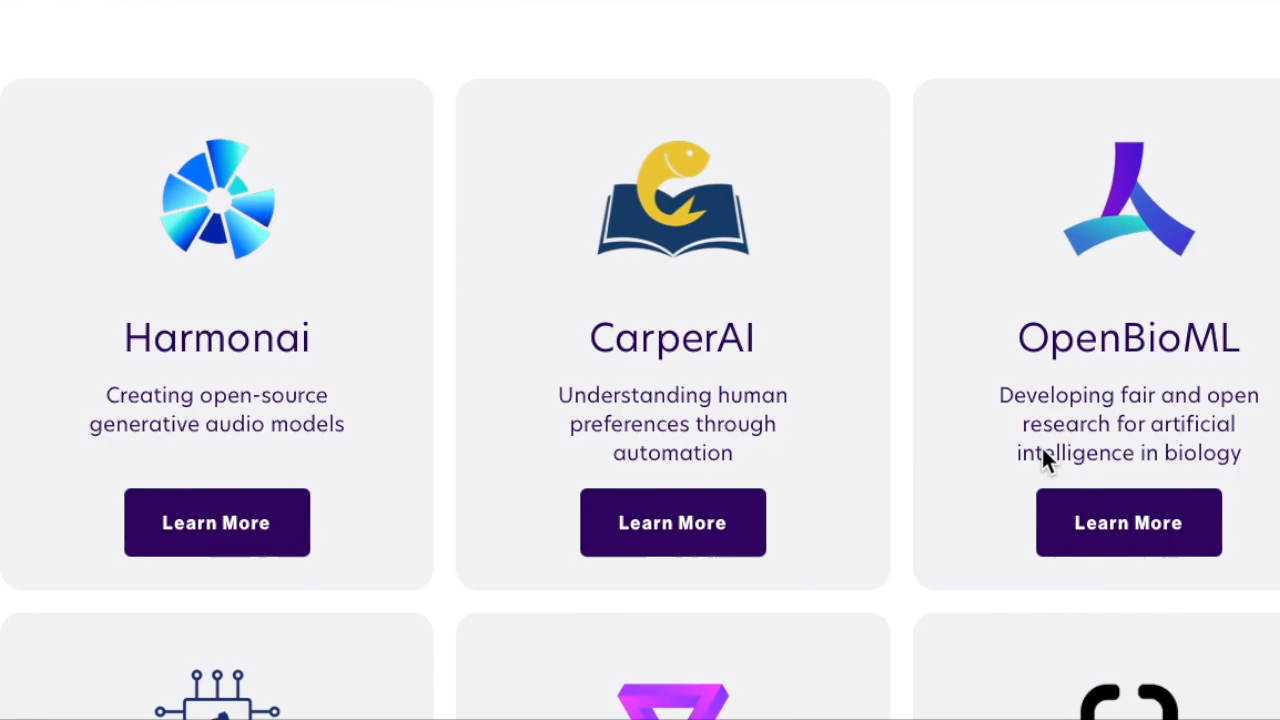 Harmonai
Creating open-source
generative audio models
Learn More
CarperAI
Understanding human
preferences through
automation
Learn More
OpenBioML
Developing fair and open
research for artificial
intelligence in biology
Learn More